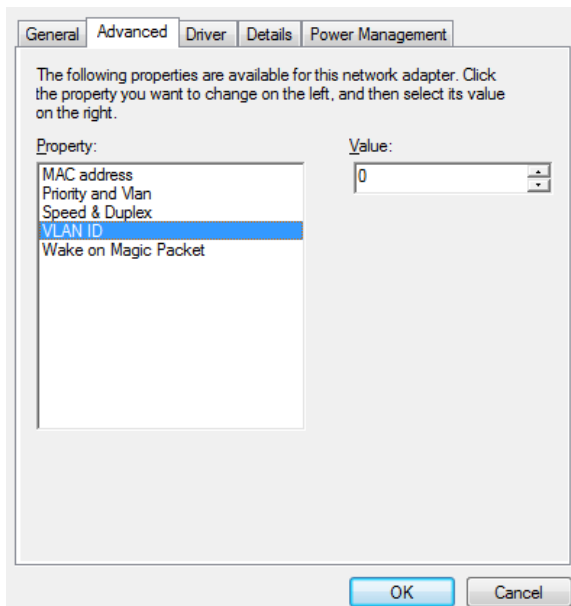 General Advanced Driver Details Power Management
The following properties are available for this network adapter. Click
the property you want to change on the left, and then select its value
on the right.
Property: Value:
MAC address 0
Priority and Vlan
Speed & Duplex
VLAN ID
Wake on Magic Packet
OK Cancel